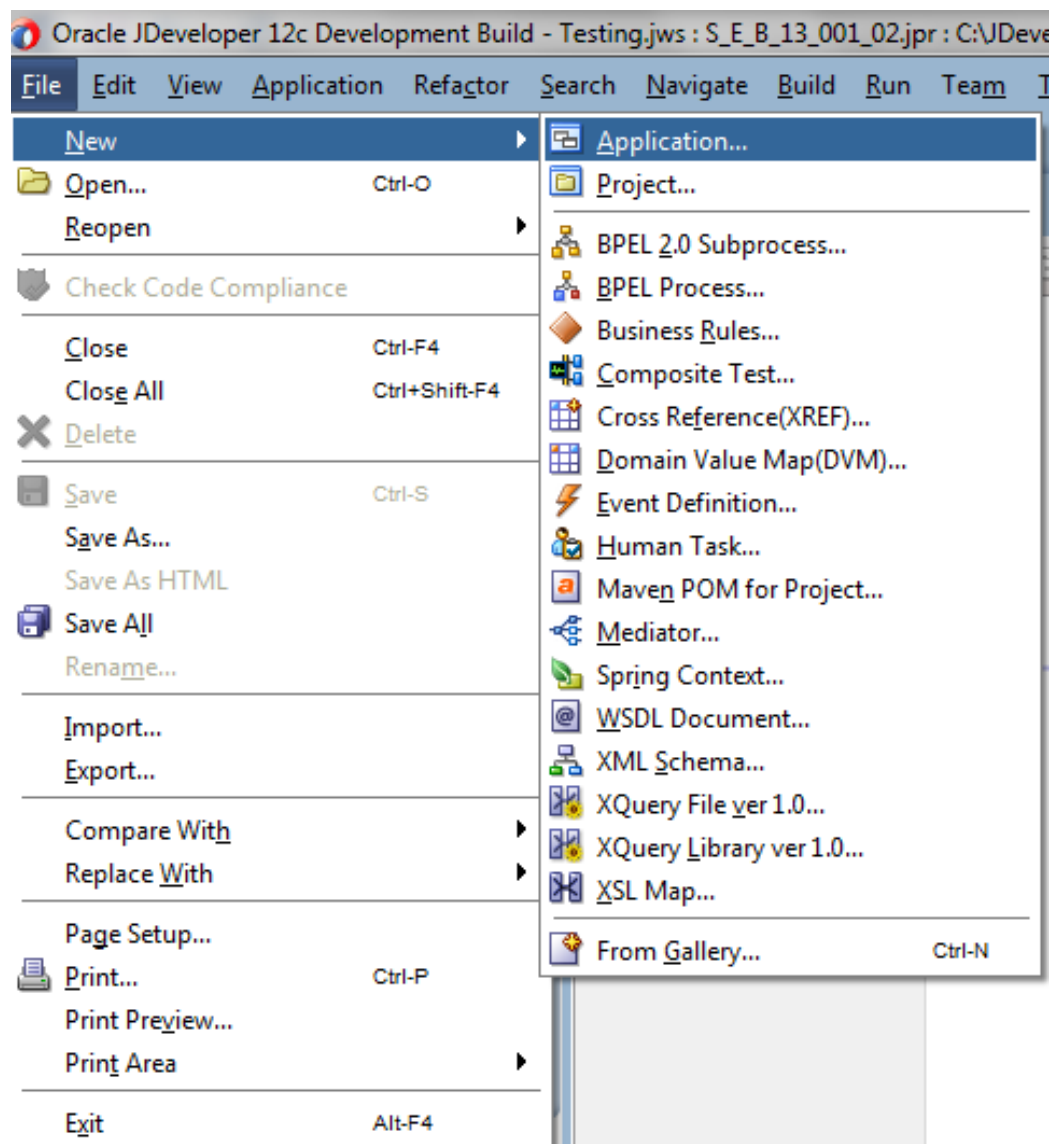 Oracle JDeveloper 12c Development Build - Testing.jws : S_E_B_13_001_02.jpr : C:\JDeve
File Edit View Application Refactor Search Navigate Build Run Team T
New
Open... Ctrl-O
Reopen
Check Code Compliance
Close Ctrl-F4
Close All Ctrl+Shift-F4
Delete
Save Ctrl-S
Save As...
Save As HTML
Save All
Rename...
Import...
Export...
Compare With
Replace With
Page Setup...
Print... Ctrl-P
Print Preview...
Print Area
Exit Alt-F4
Application...
Project...
BPEL 2.0 Subprocess...
BPEL Process...
Business Rules...
Composite Test...
Cross Reference(XREF)...
Domain Value Map(DVM)...
Event Definition...
Human Task...
Maven POM for Project...
Mediator...
Spring Context...
WSDL Document...
XML Schema...
XQuery File ver 1.0...
XQuery Library ver 1.0...
XSL Map...
From Gallery... Ctrl-N